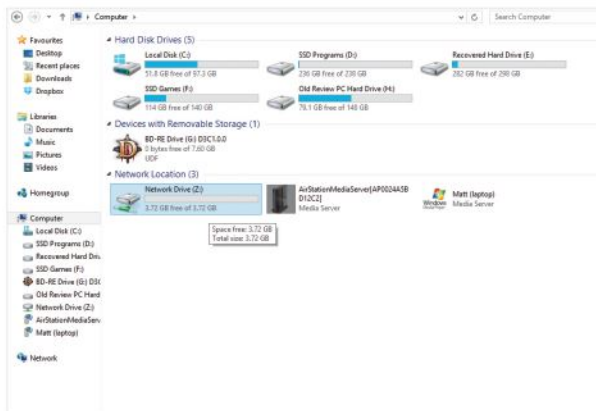 Computer
Search Computer
Favourites
Desktop
Recent places
Downloads
Dropbox
Libraries
Documents
Music
Pictures
Videos
Homegroup
Computer
Local Disk (C:)
SSD Programs (D:)
Recovered Hard Driv
SSD Games (F:)
BD-RE Drive (G:) D3C
Old Review PC Hard
Network Drive (Z:)
AirStationMediaServ
Matt (laptop)
Network
Hard Disk Drives (5)
Local Disk (C:)
51.8 GB free of 97.3 GB
SSD Programs (D:)
236 GB free of 238 GB
Recovered Hard Drive (E:)
282 GB free of 298 GB
SSD Games (F:)
114 GB free of 140 GB
Old Review PC Hard Drive (H:)
78.1 GB free of 148 GB
Devices with Removable Storage (1)
BD-RE Drive (G:) D3C1.0.0
0 bytes free of 7.60 GB
UDF
Network Location (3)
Network Drive (Z:)
3.72 GB free of 3.72 GB
Space free: 3.72 GB
Total size: 3.72 GB
AirStationMediaServer[AP0024A5B
D12C2]
Media Server
Windows
Matt (laptop)
Media Server